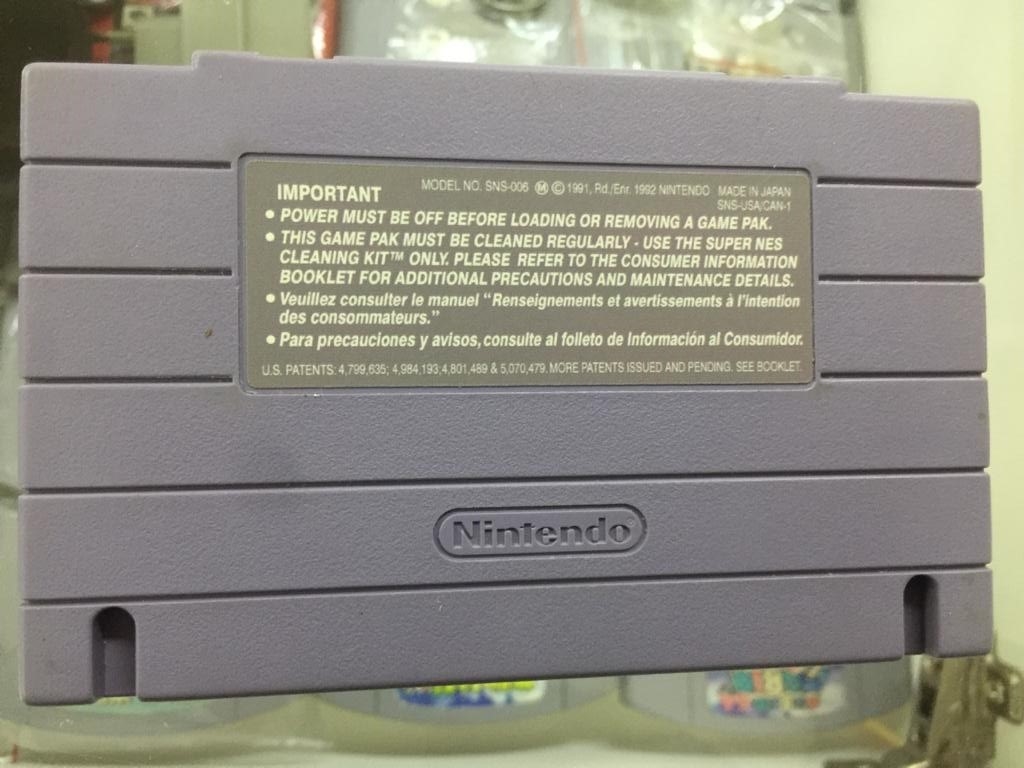 IMPORTANT
MODEL NO. SNS-006 Ⓜ ©1991, Rd./Enr. 1992 NINTENDO MADE IN JAPAN
SNS-USA/CAN-1
• POWER MUST BE OFF BEFORE LOADING OR REMOVING A GAME PAK.
• THIS GAME PAK MUST BE CLEANED REGULARLY - USE THE SUPER NES
CLEANING KIT™ ONLY. PLEASE REFER TO THE CONSUMER INFORMATION
BOOKLET FOR ADDITIONAL PRECAUTIONS AND MAINTENANCE DETAILS.
• Veuillez consulter le manuel “Renseignements et avertissements à l'intention
des consommateurs.”
• Para precauciones y avisos, consulte al folleto de Información al Consumidor.
U.S. PATENTS: 4,799,635; 4,984,193; 4,801,489 & 5,070,479. MORE PATENTS ISSUED AND PENDING. SEE BOOKLET.
Nintendo®